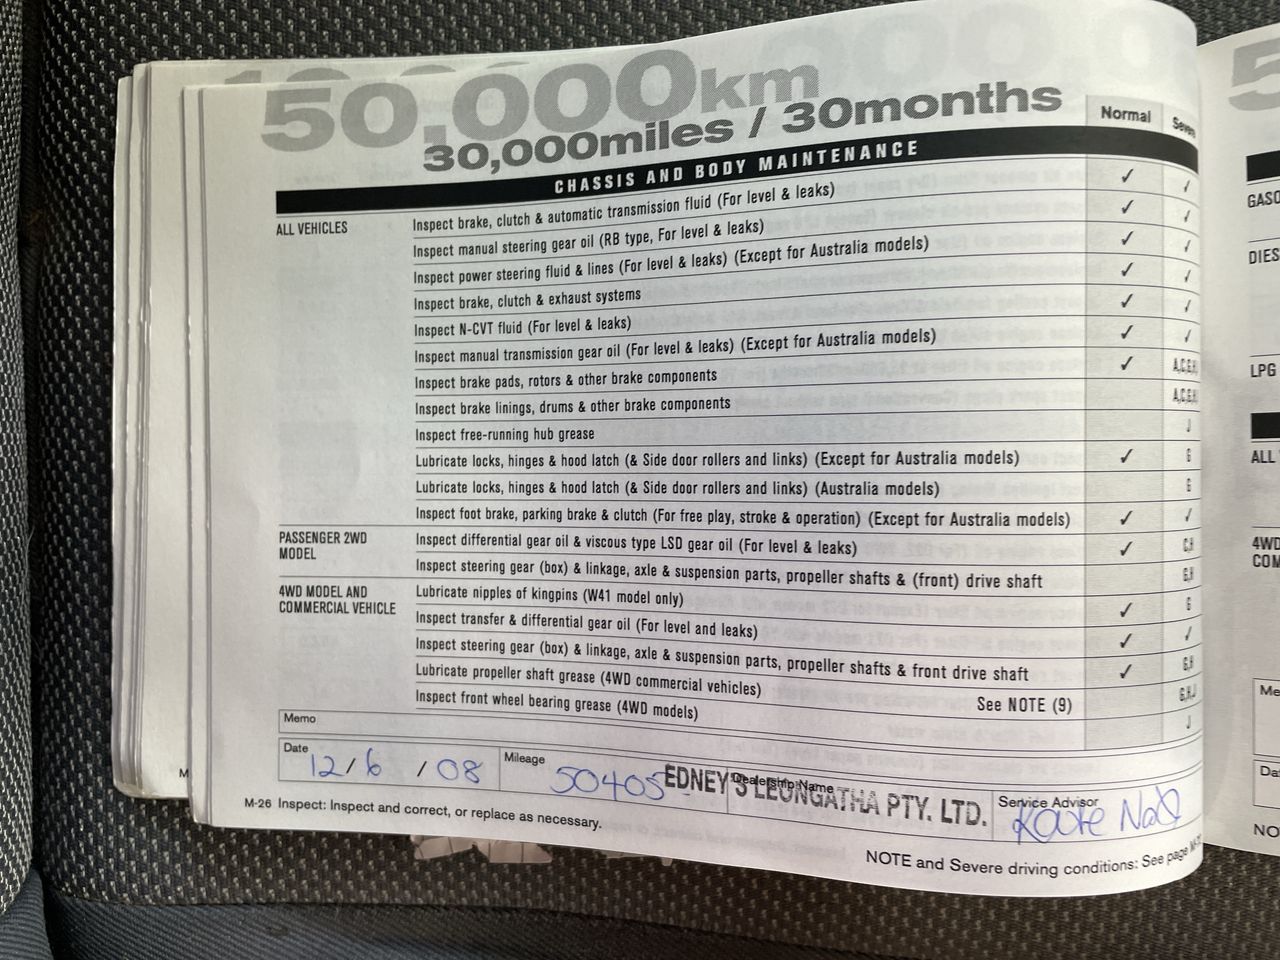 50,000km
30,000miles / 30months
Normal
CHASSIS AND BODY MAINTENANCE
ALL VEHICLES
Inspect brake, clutch & automatic transmission fluid (For level & leaks) ✓ ✓
Inspect manual steering gear oil (RB type, For level & leaks) ✓ ✓
Inspect power steering fluid & lines (For level & leaks) (Except for Australia models) ✓ ✓
Inspect brake, clutch & exhaust systems ✓ ✓
Inspect N-CVT fluid (For level & leaks) ✓ ✓
Inspect manual transmission gear oil (For level & leaks) (Except for Australia models) ✓ ✓
Inspect brake pads, rotors & other brake components ✓ A,C,E,H
Inspect brake linings, drums & other brake components A,C,E,H
Inspect free-running hub grease J
Lubricate locks, hinges & hood latch (& Side door rollers and links) (Except for Australia models) ✓ G
Lubricate locks, hinges & hood latch (& Side door rollers and links) (Australia models) G
Inspect foot brake, parking brake & clutch (For free play, stroke & operation) (Except for Australia models) ✓ ✓
PASSENGER 2WD MODEL
Inspect differential gear oil & viscous type LSD gear oil (For level & leaks) ✓ C,H
Inspect steering gear (box) & linkage, axle & suspension parts, propeller shafts & (front) drive shaft G,H
4WD MODEL AND COMMERCIAL VEHICLE
Lubricate nipples of kingpins (W41 model only) ✓ G
Inspect transfer & differential gear oil (For level and leaks) ✓ ✓
Inspect steering gear (box) & linkage, axle & suspension parts, propeller shafts & front drive shaft ✓ G,H
Lubricate propeller shaft grease (4WD commercial vehicles) See NOTE (9) G,H,J
Inspect front wheel bearing grease (4WD models) J
Memo
Date 12/6/08
Mileage 50405
Dealership Name
EDNEY'S LEONGATHA PTY. LTD.
Service Advisor
M-26 Inspect: Inspect and correct, or replace as necessary.
NOTE and Severe driving conditions: See page
LPG
ALL
4WD
NO